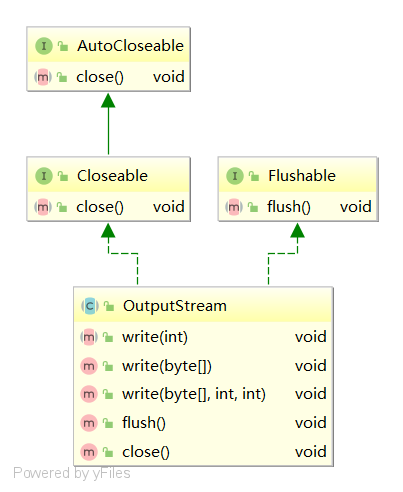 I AutoCloseable
m close() void
I Closeable
m close() void
I Flushable
m flush() void
c OutputStream
m write(int) void
m write(byte[]) void
m write(byte[], int, int) void
m flush() void
m close() void
Powered by yFiles